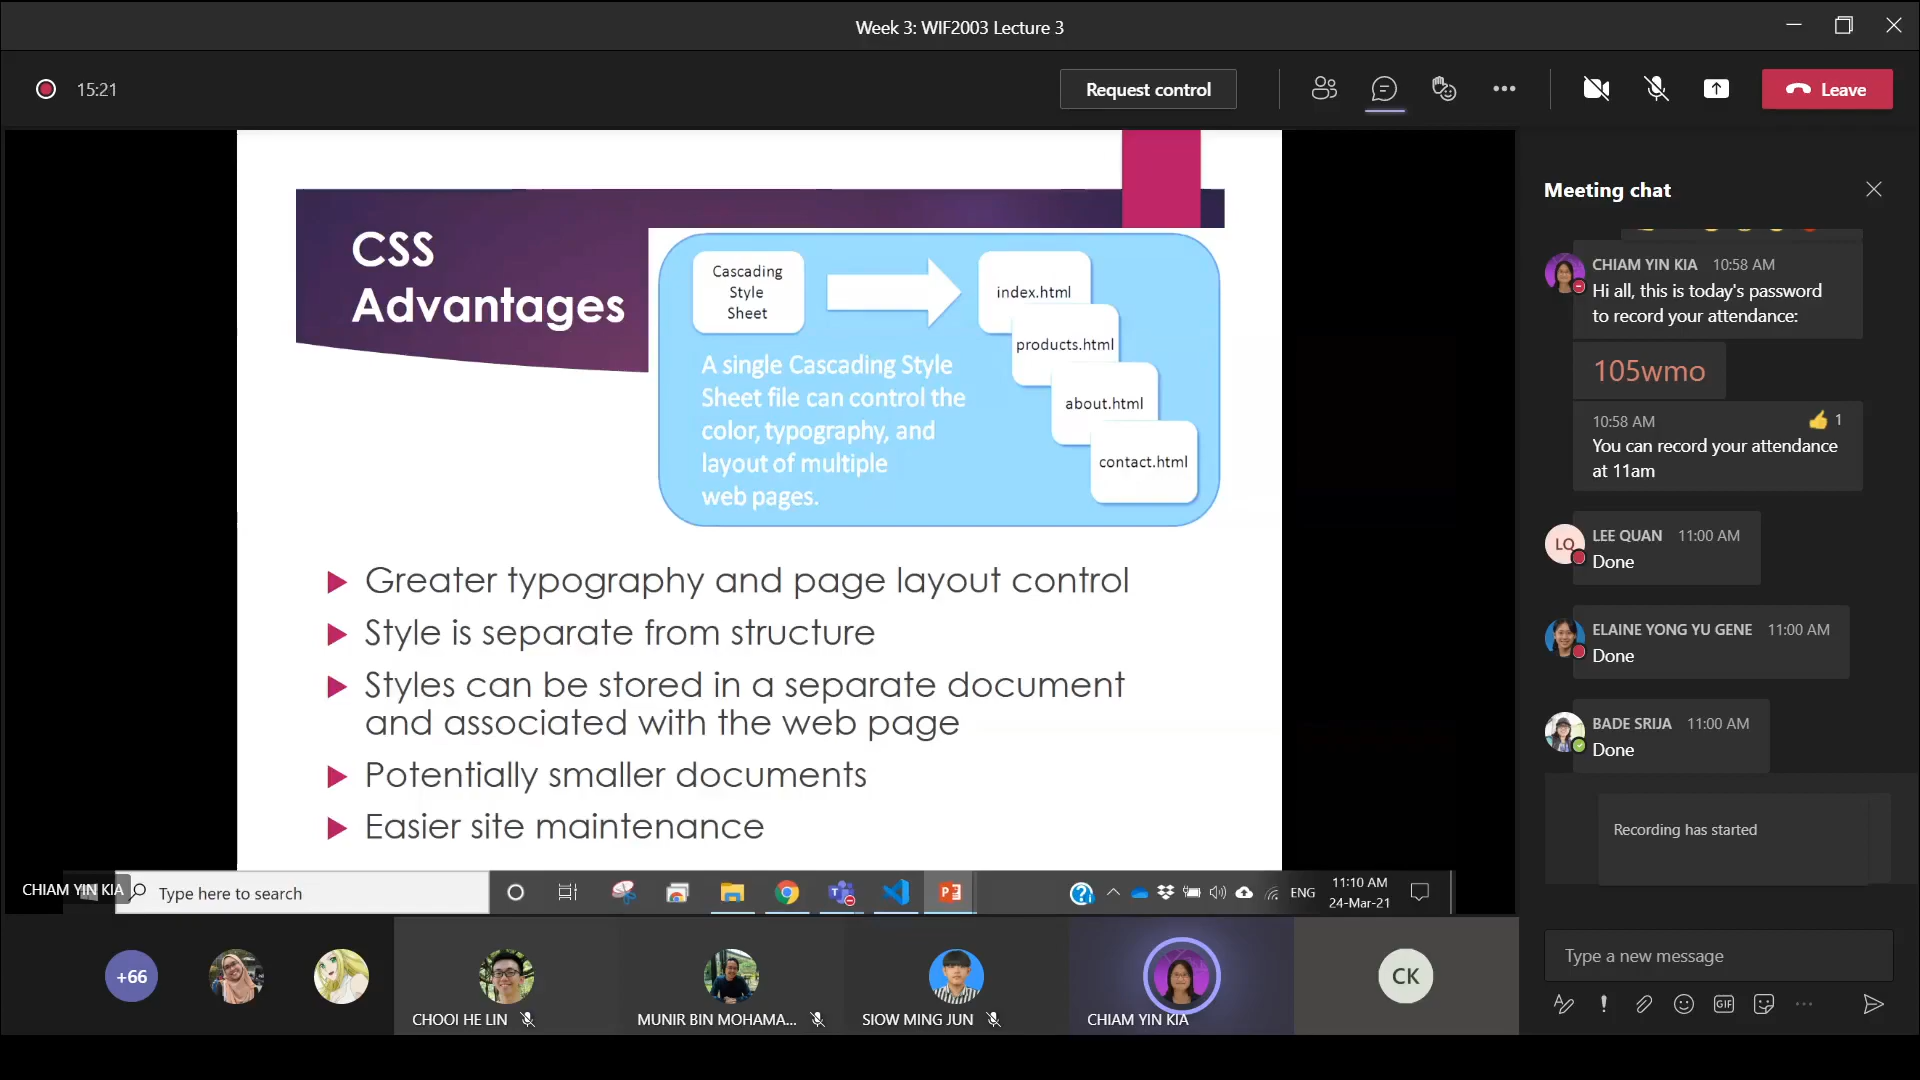 Week 3: WIF2003 Lecture 3
15:21
Request control
Leave
CSS
Advantages
Cascading
Style
Sheet
index.html
products.html
about.html
contact.html
A single Cascading Style
Sheet file can control the
color, typography, and
layout of multiple
web pages.
Greater typography and page layout control
Style is separate from structure
Styles can be stored in a separate document
and associated with the web page
Potentially smaller documents
Easier site maintenance
CHIAM YIN KIA
Type here to search
ENG
11:10 AM
24-Mar-21
+66
CHOOI HE LIN
MUNIR BIN MOHAMA...
SIOW MING JUN
CHIAM YIN KIA
CK
Meeting chat
CHIAM YIN KIA 10:58 AM
Hi all, this is today's password
to record your attendance:
105wmo
10:58 AM
1
You can record your attendance
at 11am
LQ
LEE QUAN 11:00 AM
Done
ELAINE YONG YU GENE 11:00 AM
Done
BADE SRIJA 11:00 AM
Done
Recording has started
Type a new message
GIF